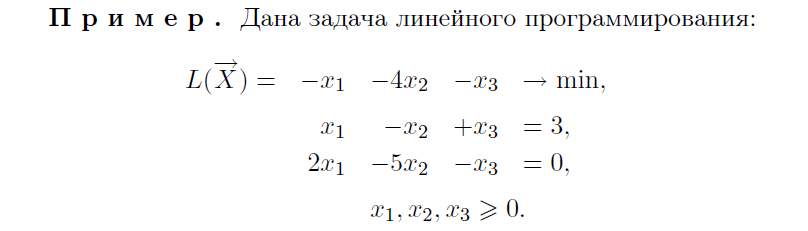 П р и м е р . Дана задача линейного программирования:
L(X⃗) = −x₁ −4x₂ −x₃ → min,
x₁ −x₂ +x₃ = 3,
2x₁ −5x₂ −x₃ = 0,
x₁, x₂, x₃ ⩾ 0.